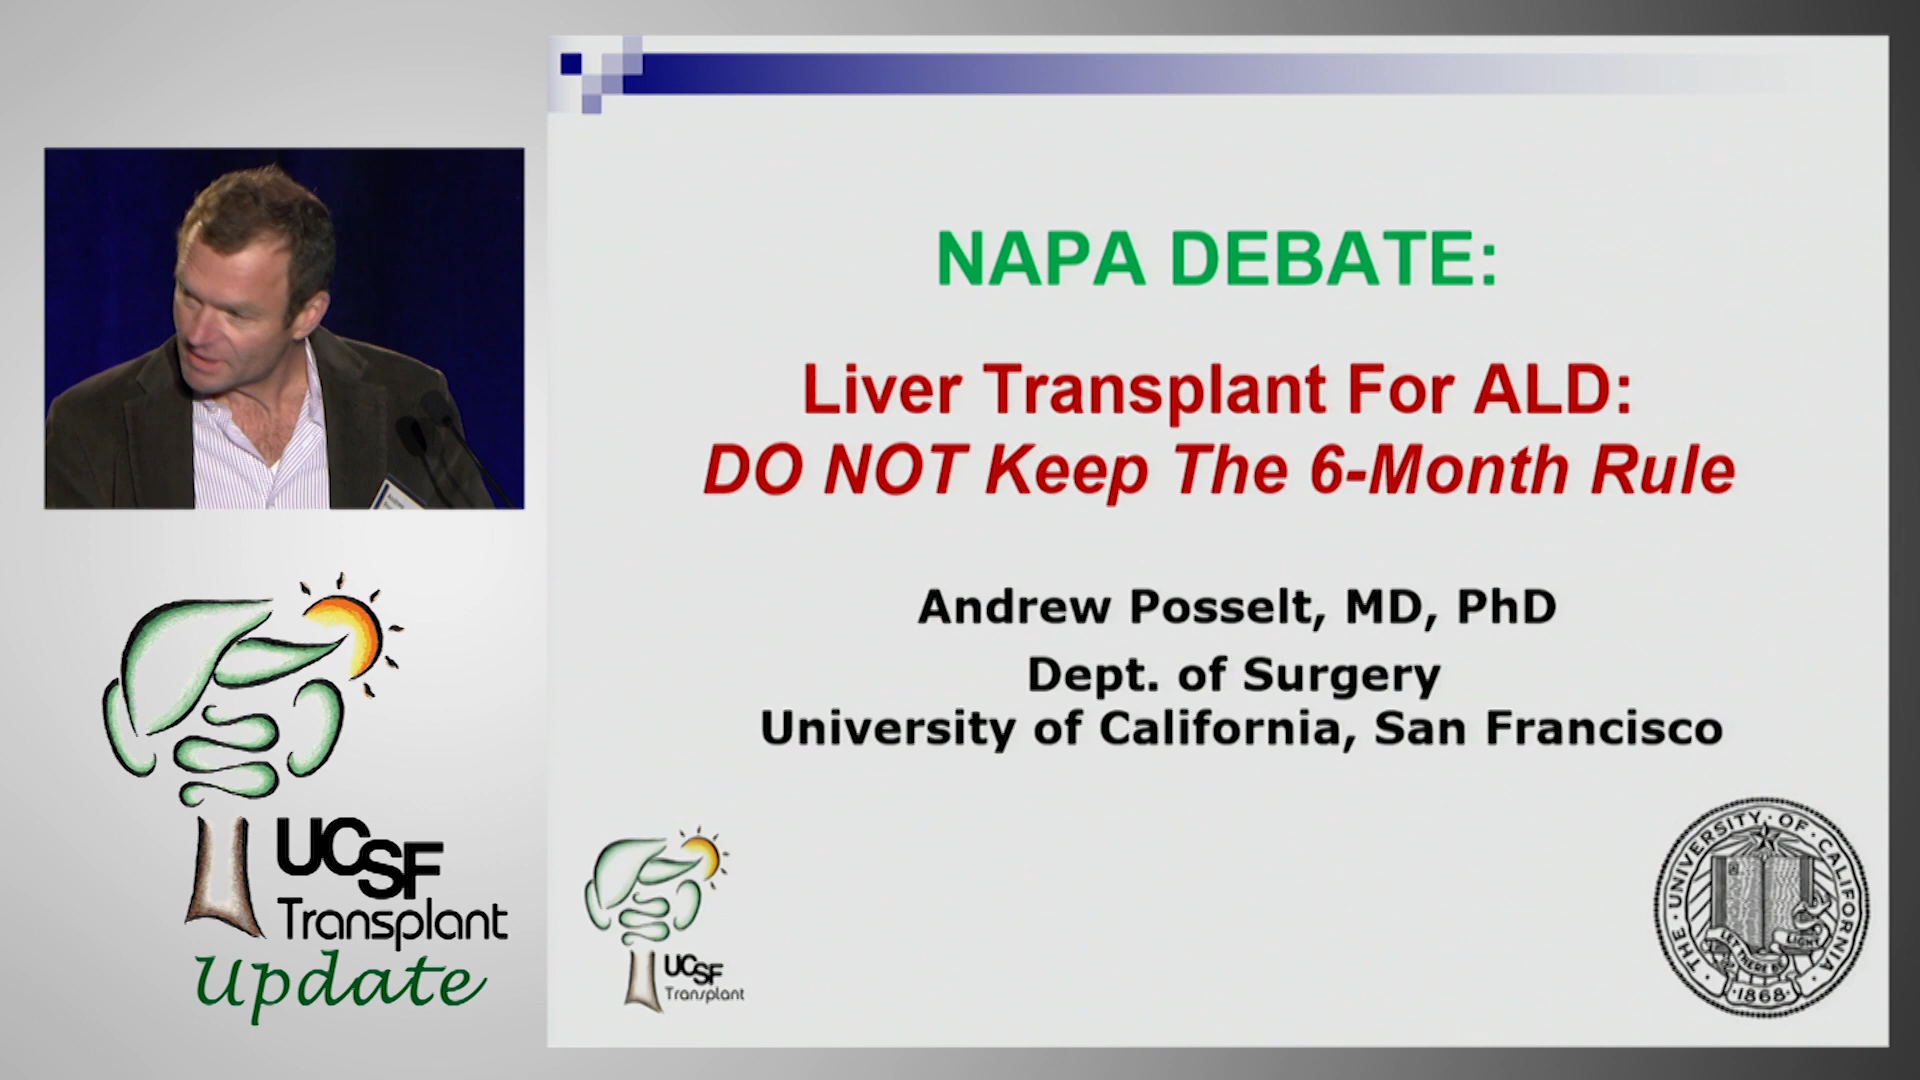 NAPA DEBATE:
Liver Transplant For ALD:
DO NOT Keep The 6-Month Rule
Andrew Posselt, MD, PhD
Dept. of Surgery
University of California, San Francisco
Andrew
UCSF
Transplant
Update
UCSF
Transplant
THE · UNIVERSITY · OF · CALIFORNIA ·
LET THERE BE LIGHT
·1868·